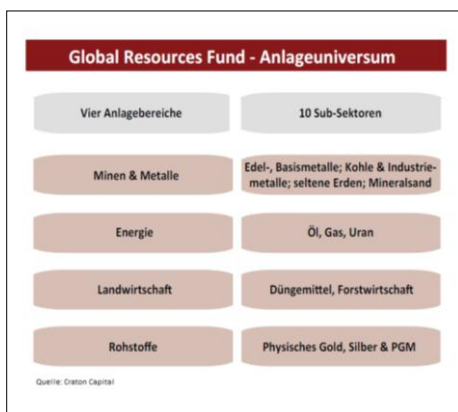 Global Resources Fund - Anlageuniversum
Vier Anlagebereiche
10 Sub-Sektoren
Minen & Metalle
Edel-, Basismetalle; Kohle & Industrie-
metalle; seltene Erden; Mineralsand
Energie
Öl, Gas, Uran
Landwirtschaft
Düngemittel, Forstwirtschaft
Rohstoffe
Physisches Gold, Silber & PGM
Quelle: Craton Capital